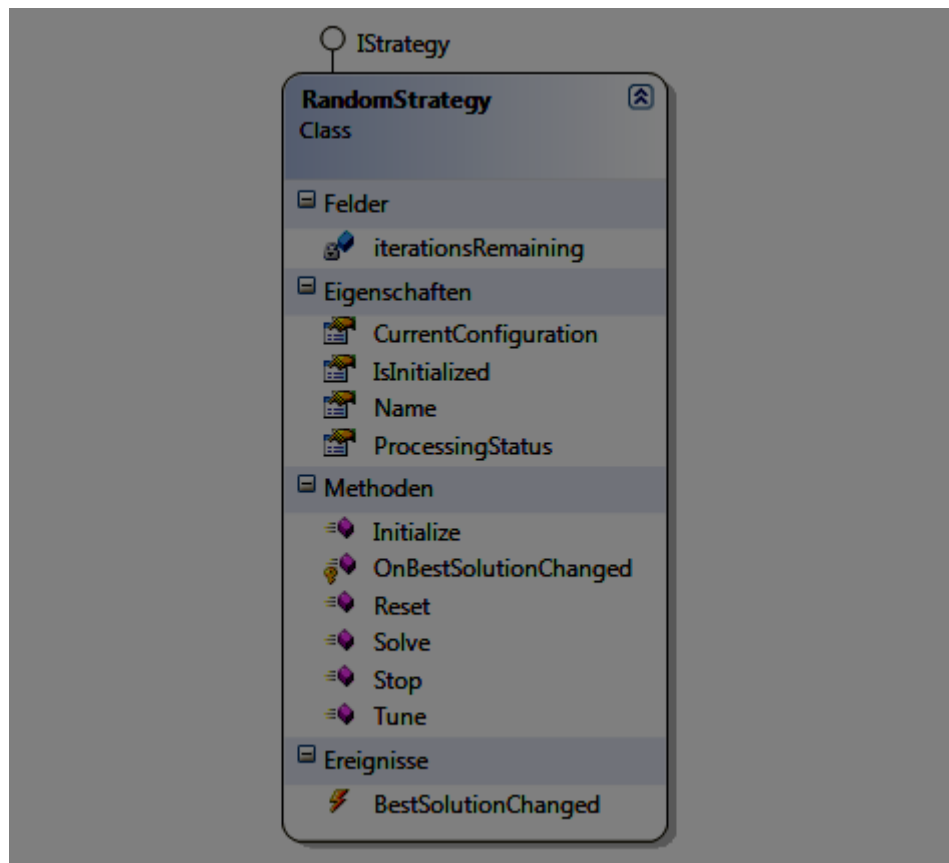 IStrategy
RandomStrategy
Class
Felder
iterationsRemaining
Eigenschaften
CurrentConfiguration
IsInitialized
Name
ProcessingStatus
Methoden
Initialize
OnBestSolutionChanged
Reset
Solve
Stop
Tune
Ereignisse
BestSolutionChanged